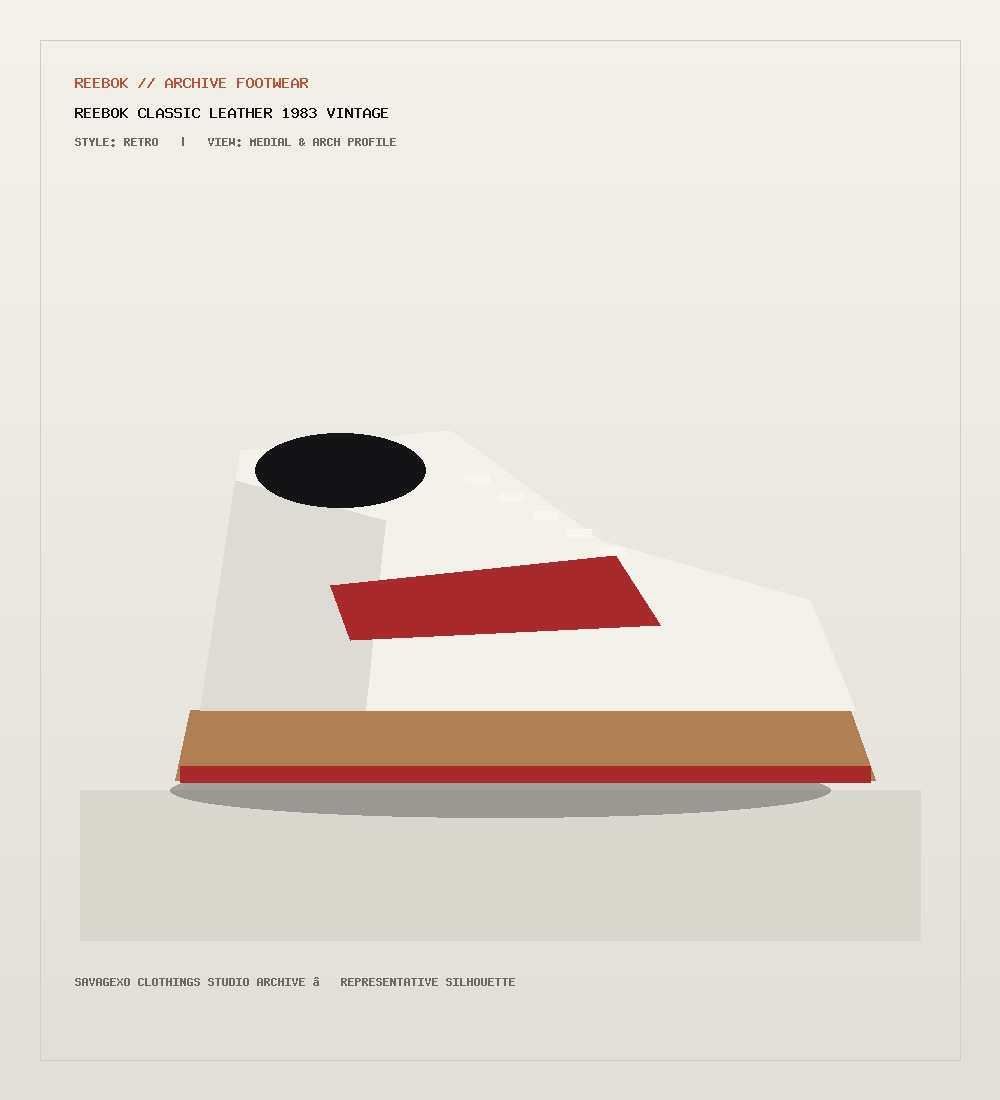 REEBOK // ARCHIVE FOOTWEAR
REEBOK CLASSIC LEATHER 1983 VINTAGE
STYLE: RETRO | VIEW: MEDIAL & ARCH PROFILE
SAVAGEXO CLOTHINGS STUDIO ARCHIVE â REPRESENTATIVE SILHOUETTE